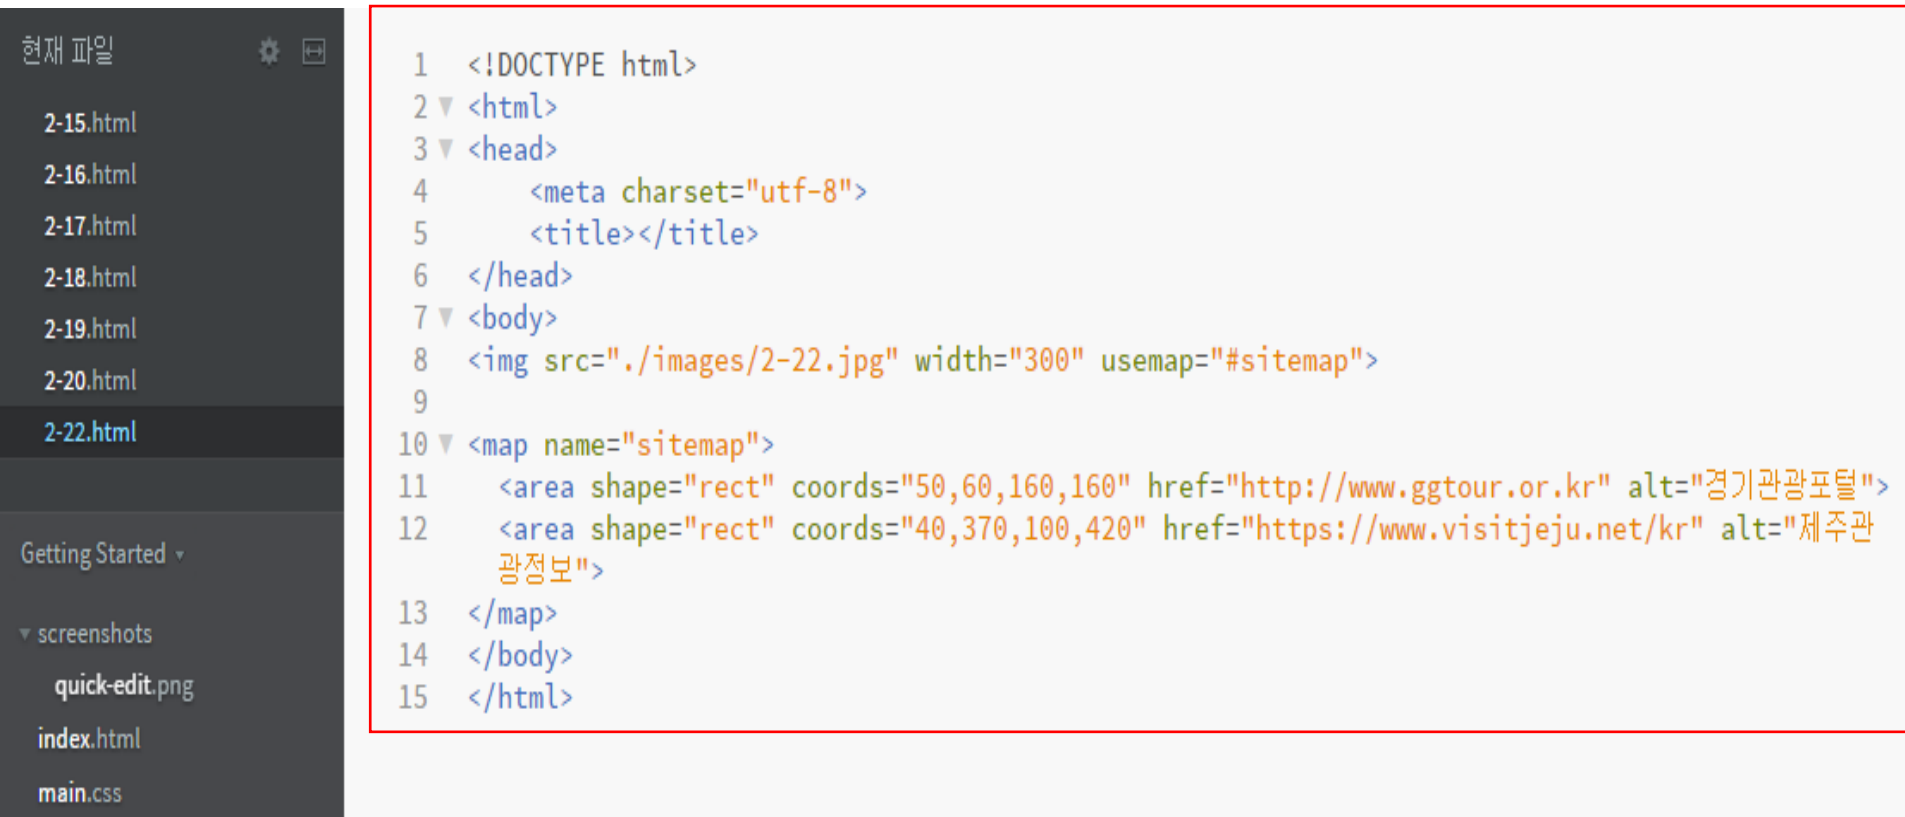 현재 파일
2-15.html
2-16.html
2-17.html
2-18.html
2-19.html
2-20.html
2-22.html
Getting Started
screenshots
quick-edit.png
index.html
main.css
1 <!DOCTYPE html>
2 <html>
3 <head>
4 <meta charset="utf-8">
5 <title></title>
6 </head>
7 <body>
8 <img src="./images/2-22.jpg" width="300" usemap="#sitemap">
9
10 <map name="sitemap">
11 <area shape="rect" coords="50,60,160,160" href="http://www.ggtour.or.kr" alt="경기관광포털">
12 <area shape="rect" coords="40,370,100,420" href="https://www.visitjeju.net/kr" alt="제주관
광정보">
13 </map>
14 </body>
15 </html>